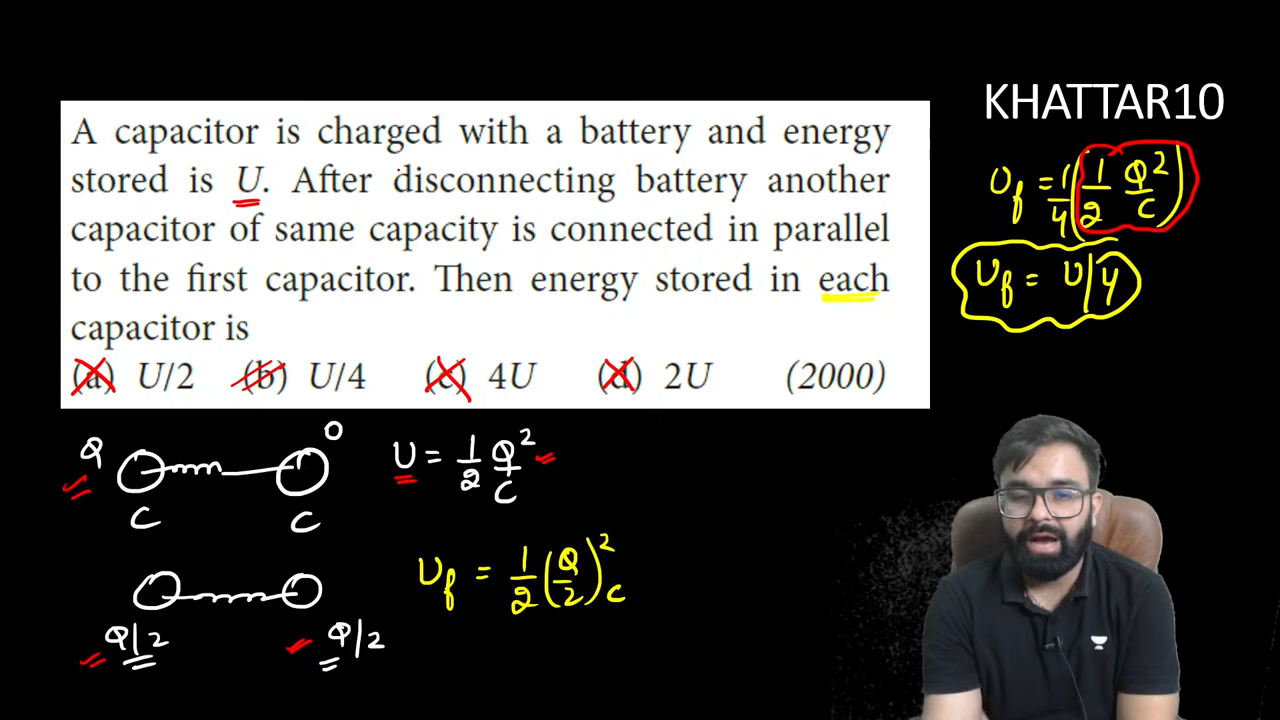 KHATTAR10
A capacitor is charged with a battery and energy
stored is U. After disconnecting battery another
capacitor of same capacity is connected in parallel
to the first capacitor. Then energy stored in each
capacitor is
(a) U/2 (b) U/4 (c) 4U (d) 2U (2000)
U_f = 1/4 (1/2 Q²/C)
U_f = U/4
Q 0
C C
U = 1/2 Q²/C
U_f = 1/2 (Q/2)² C
Q/2 Q/2